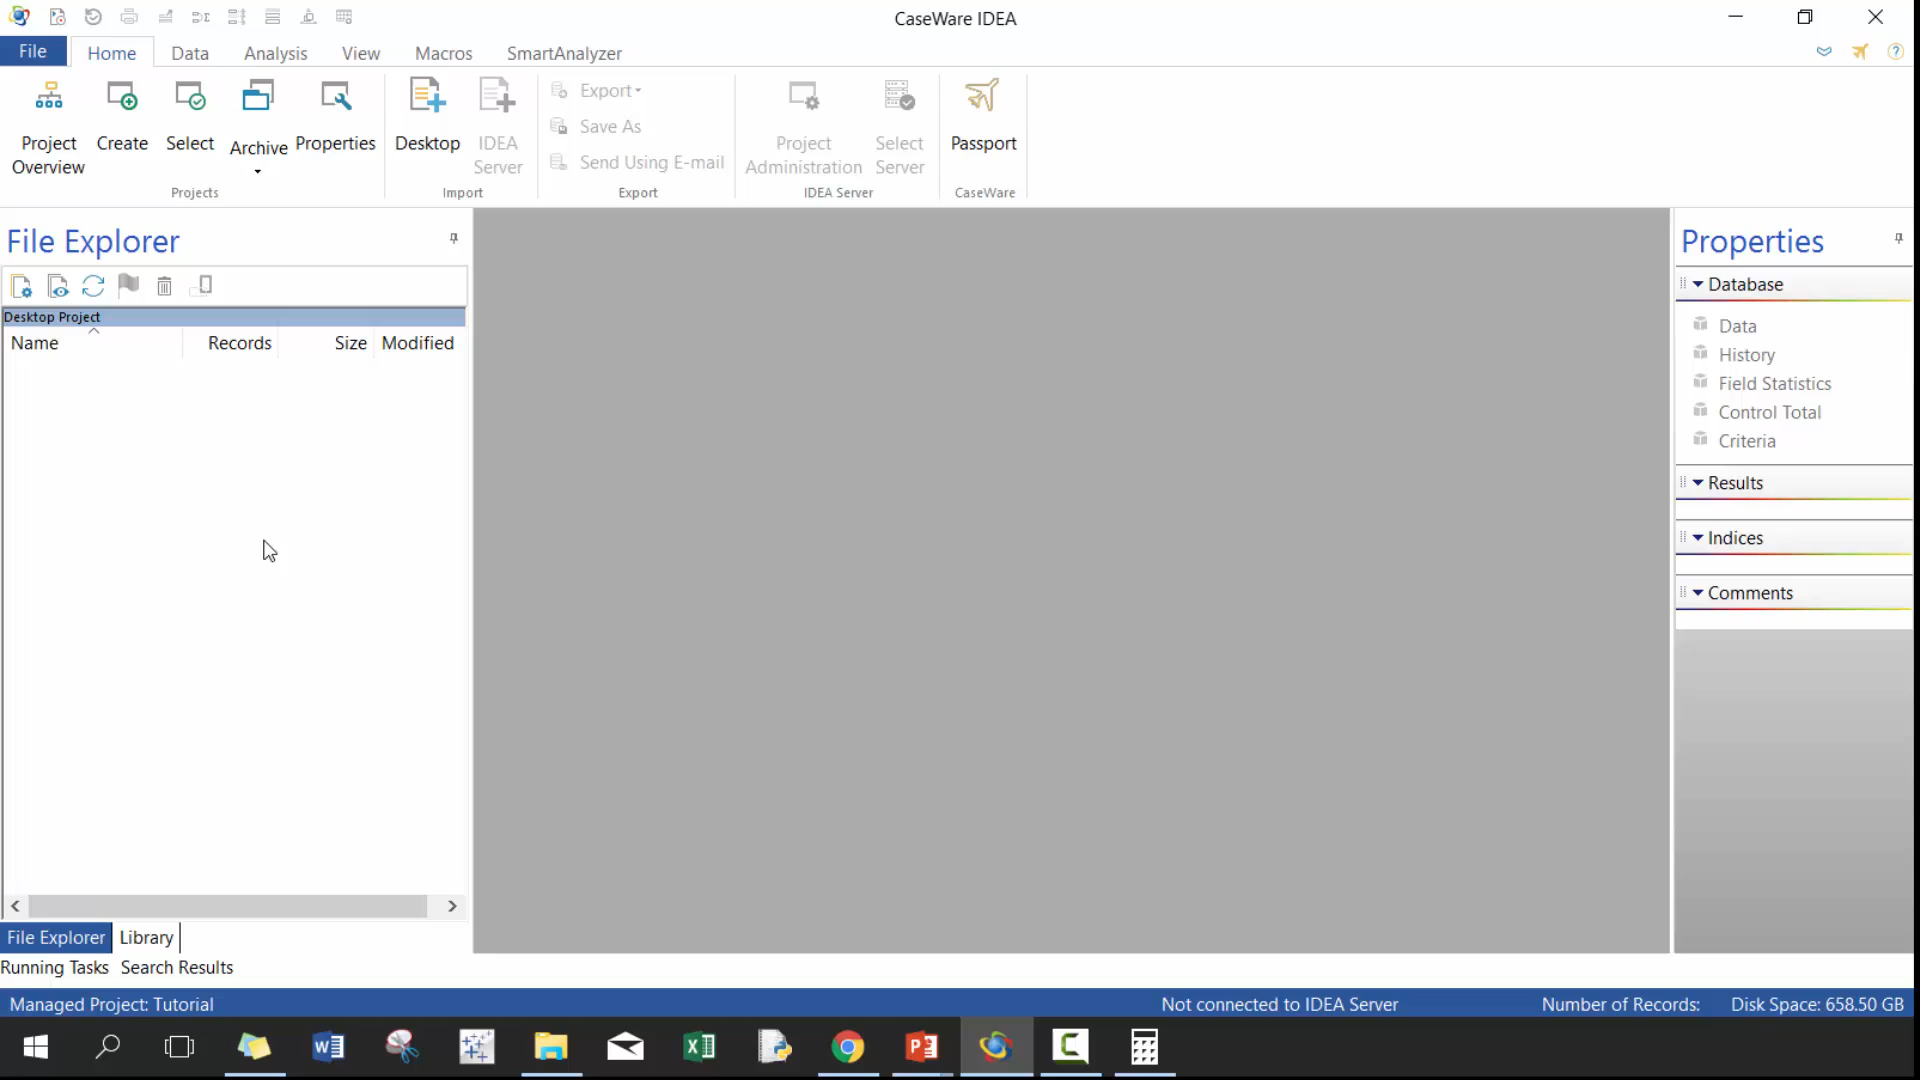 CaseWare IDEA
File Home Data Analysis View Macros SmartAnalyzer
Project Overview
Create
Select
Archive
Properties
Projects
Desktop
IDEA Server
Import
Export
Save As
Send Using E-mail
Export
Project Administration
Select Server
IDEA Server
Passport
CaseWare
File Explorer
Desktop Project
Name Records Size Modified
File Explorer Library
Running Tasks Search Results
Properties
Database
Data
History
Field Statistics
Control Total
Criteria
Results
Indices
Comments
Managed Project: Tutorial Not connected to IDEA Server Number of Records: Disk Space: 658.50 GB